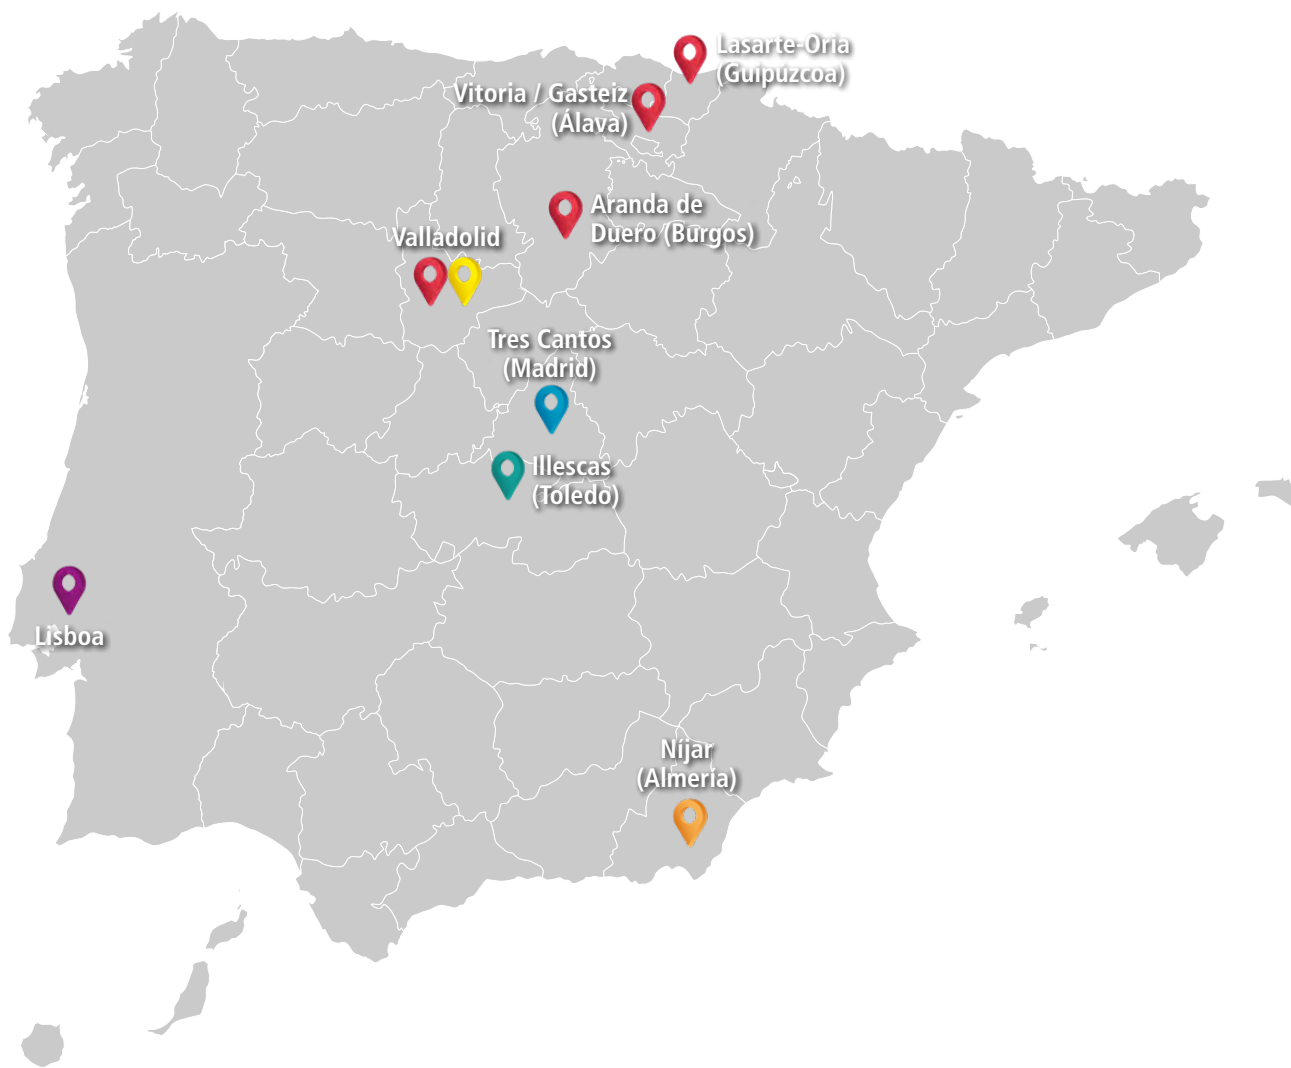 Lasarte-Oria
(Guipúzcoa)
Vitoria / Gasteiz
(Álava)
Aranda de
Duero (Burgos)
Valladolid
Tres Cantos
(Madrid)
Illescas
(Toledo)
Lisboa
Níjar
(Almería)